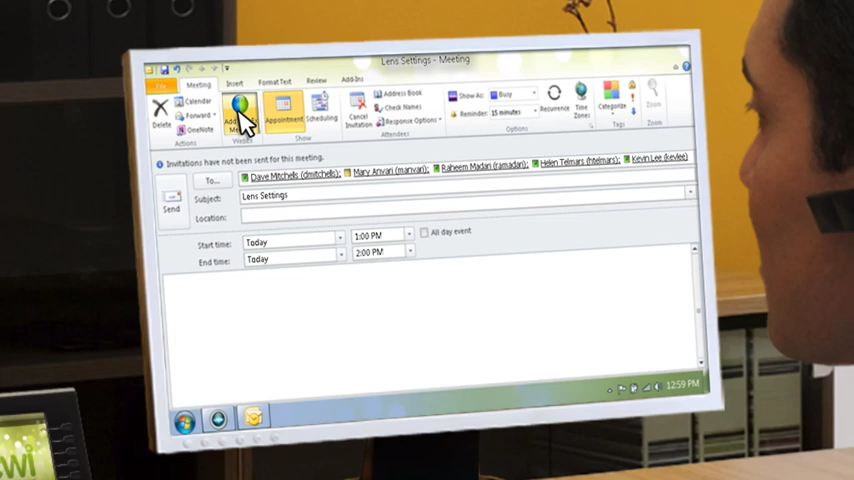 Lens Settings - Meeting
File Meeting Insert Format Text Review Add-Ins
Delete
Calendar
Forward
OneNote
Actions
Appointment
Scheduling
Show
Cancel
Invitation
Address Book
Check Names
Response Options
Attendees
Show As: Busy
Reminder: 15 minutes
Recurrence
Time
Zones
Options
Categorize
Tags
Zoom
Zoom
Invitations have not been sent for this meeting.
To... Dave Mitchells (dmitchells); Mary Anvari (manvari); Raheem Madari (ramadari); Helen Telmars (htelmars); Kevin Lee (kevlee)
Send
Subject: Lens Settings
Location:
Start time: Today 1:00 PM All day event
End time: Today 2:00 PM
12:59 PM